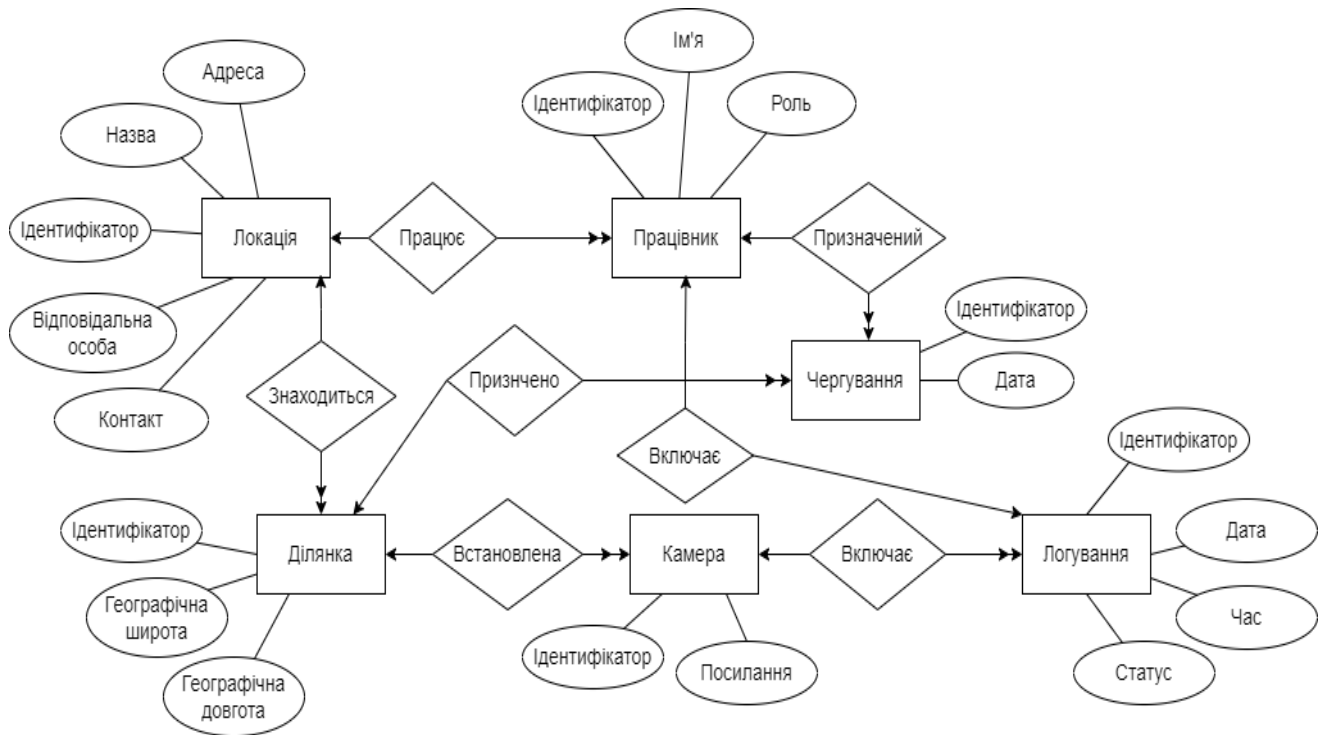 Ім'я
Адреса
Ідентифікатор
Роль
Назва
Ідентифікатор
Локація
Працює
Працівник
Призначений
Відповідальна
особа
Ідентифікатор
Контакт
Знаходиться
Признчено
Чергування
Дата
Включає
Ідентифікатор
Ідентифікатор
Ділянка
Встановлена
Камера
Включає
Логування
Дата
Географічна
широта
Час
Ідентифікатор
Посилання
Статус
Географічна
довгота